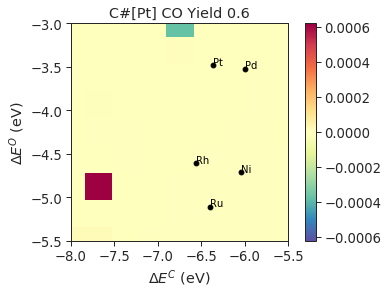 C#[Pt] CO Yield 0.6
−3.0
−3.5
−4.0
−4.5
−5.0
−5.5
ΔE^O (eV)
Pt
Pd
Rh
Ni
Ru
−8.0 −7.5 −7.0 −6.5 −6.0 −5.5
ΔE^C (eV)
0.0006
0.0004
0.0002
0.0000
−0.0002
−0.0004
−0.0006